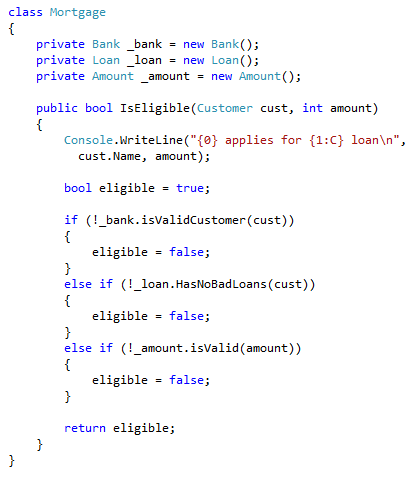 class Mortgage
{
    private Bank _bank = new Bank();
    private Loan _loan = new Loan();
    private Amount _amount = new Amount();

    public bool IsEligible(Customer cust, int amount)
    {
        Console.WriteLine("{0} applies for {1:C} loan\n",
          cust.Name, amount);

        bool eligible = true;

        if (!_bank.isValidCustomer(cust))
        {
            eligible = false;
        }
        else if (!_loan.HasNoBadLoans(cust))
        {
            eligible = false;
        }
        else if (!_amount.isValid(amount))
        {
            eligible = false;
        }

        return eligible;
    }
}